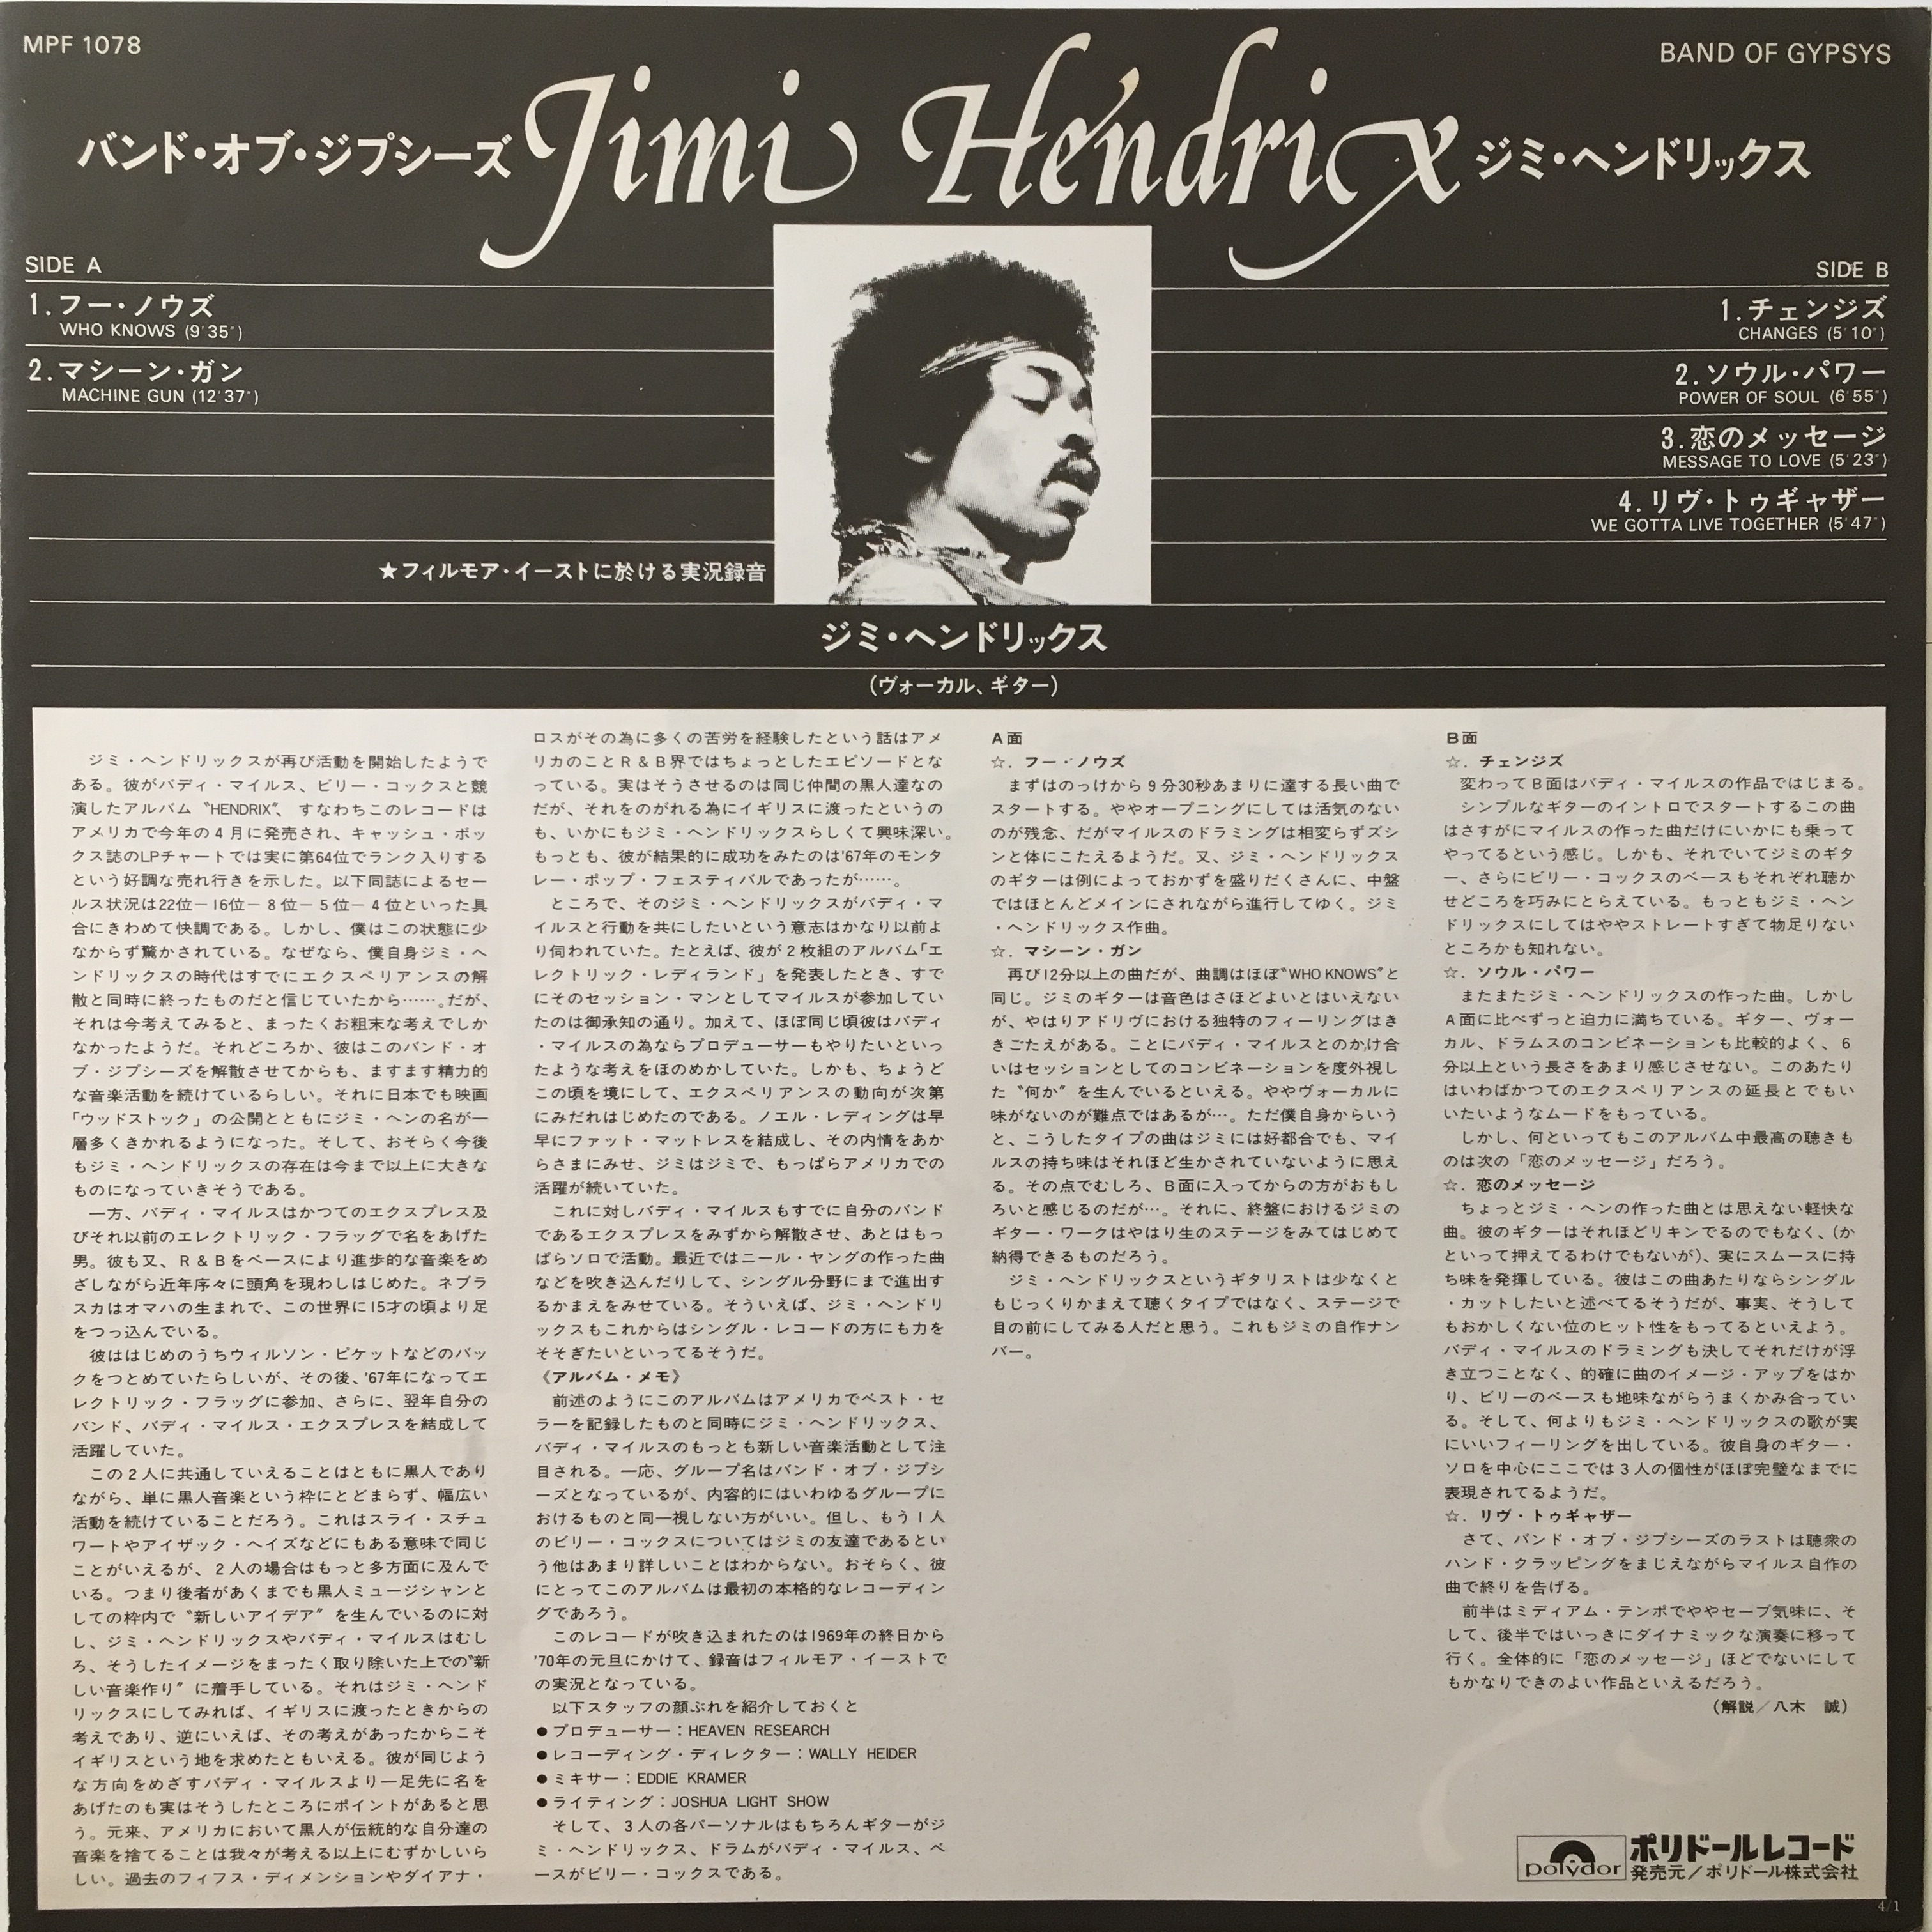 MPF 1078
BAND OF GYPSYS
バンド・オブ・ジプシーズ
Jimi Hendrix
ジミ・ヘンドリックス
SIDE A
1.フー・ノウズ
WHO KNOWS (9'35")
2.マシーン・ガン
MACHINE GUN (12'37")
★フィルモア・イーストに於ける実況録音
SIDE B
1.チェンジズ
CHANGES (5'10")
2.ソウル・パワー
POWER OF SOUL (6'55")
3.恋のメッセージ
MESSAGE TO LOVE (5'23")
4.リヴ・トゥギャザー
WE GOTTA LIVE TOGETHER (5'47")
ジミ・ヘンドリックス
(ヴォーカル、ギター)
ジミ・ヘンドリックスが再び活動を開始したようで
ある。彼がバディ・マイルス、ビリー・コックスと競
演したアルバム〝HENDRIX〟、すなわちこのレコードは
アメリカで今年の4月に発売され、キャッシュ・ボッ
クス誌のLPチャートでは実に第64位でランク入りする
という好調な売れ行きを示した。以下同誌によるセー
ルス状況は22位―16位―8位―5位―4位といった具
合にきわめて快調である。しかし、僕はこの状態に少
なからず驚かされている。なぜなら、僕自身ジミ・ヘ
ンドリックスの時代はすでにエクスペリアンスの解
散と同時に終ったものだと信じていたから……。だが、
それは今考えてみると、まったくお粗末な考えでしか
なかったようだ。それどころか、彼はこのバンド・オ
ブ・ジプシーズを解散させてからも、ますます精力的
な音楽活動を続けているらしい。それに日本でも映画
「ウッドストック」の公開とともにジミ・ヘンの名が一
層多くきかれるようになった。そして、おそらく今後
もジミ・ヘンドリックスの存在は今まで以上に大きな
ものになっていきそうである。
一方、バディ・マイルスはかつてのエクスプレス及
びそれ以前のエレクトリック・フラッグで名をあげた
男。彼も又、R&Bをベースにより進歩的な音楽をめ
ざしながら近年序々に頭角を現わしはじめた。ネブラ
スカはオマハの生まれで、この世界に15才の頃より足
をつっ込んでいる。
彼ははじめのうちウィルソン・ピケットなどのバッ
クをつとめていたらしいが、その後、'67年になってエ
レクトリック・フラッグに参加、さらに、翌年自分の
バンド、バディ・マイルス・エクスプレスを結成して
活躍していた。
この2人に共通していえることはともに黒人であり
ながら、単に黒人音楽という枠にとどまらず、幅広い
活動を続けていることだろう。これはスライ・スチュ
ワートやアイザック・ヘイズなどにもある意味で同じ
ことがいえるが、2人の場合はもっと多方面に及んで
いる。つまり後者があくまでも黒人ミュージシャンと
しての枠内で〝新しいアイデア〟を生んでいるのに対
し、ジミ・ヘンドリックスやバディ・マイルスはむし
ろ、そうしたイメージをまったく取り除いた上での〝新
しい音楽作り〟に着手している。それはジミ・ヘンド
リックスにしてみれば、イギリスに渡ったときからの
考えであり、逆にいえば、その考えがあったからこそ
イギリスという地を求めたともいえる。彼が同じよう
な方向をめざすバディ・マイルスより一足先に名を
あげたのも実はそうしたところにポイントがあると思
う。元来、アメリカにおいて黒人が伝統的な自分達の
音楽を捨てることは我々が考える以上にむずかしいら
しい。過去のフィフス・ディメンションやダイアナ・
ロスがその為に多くの苦労を経験したという話はアメ
リカのことR&B界ではちょっとしたエピソードとな
っている。実はそうさせるのは同じ仲間の黒人達なの
だが、それをのがれる為にイギリスに渡ったというの
も、いかにもジミ・ヘンドリックスらしくて興味深い。
もっとも、彼が結果的に成功をみたのは'67年のモンタ
レー・ポップ・フェスティバルであったが……。
ところで、そのジミ・ヘンドリックスがバディ・マ
イルスと行動を共にしたいという意志はかなり以前よ
り伺われていた。たとえば、彼が2枚組のアルバム「エ
レクトリック・レディランド」を発表したとき、すで
にそのセッション・マンとしてマイルスが参加してい
たのは御承知の通り。加えて、ほぼ同じ頃彼はバディ
・マイルスの為ならプロデューサーもやりたいといっ
たような考えをほのめかしていた。しかも、ちょうど
この頃を境にして、エクスペリアンスの動向が次第
にみだれはじめたのである。ノエル・レディングは早
早にファット・マットレスを結成し、その内情をあか
らさまにみせ、ジミはジミで、もっぱらアメリカでの
活躍が続いていた。
これに対しバディ・マイルスもすでに自分のバンド
であるエクスプレスをみずから解散させ、あとはもっ
ぱらソロで活動。最近ではニール・ヤングの作った曲
などを吹き込んだりして、シングル分野にまで進出す
るかまえをみせている。そういえば、ジミ・ヘンドリ
ックスもこれからはシングル・レコードの方にも力を
そそぎたいといってるそうだ。
《アルバム・メモ》
前述のようにこのアルバムはアメリカでベスト・セ
ラーを記録したものと同時にジミ・ヘンドリックス、
バディ・マイルスのもっとも新しい音楽活動として注
目される。一応、グループ名はバンド・オブ・ジプシ
ーズとなっているが、内容的にはいわゆるグループに
おけるものと同一視しない方がいい。但し、もう1人
のビリー・コックスについてはジミの友達であるとい
う他はあまり詳しいことはわからない。おそらく、彼
にとってこのアルバムは最初の本格的なレコーディン
グであろう。
このレコードが吹き込まれたのは1969年の終日から
'70年の元旦にかけて、録音はフィルモア・イーストで
の実況となっている。
以下スタッフの顔ぶれを紹介しておくと
●プロデューサー：HEAVEN RESEARCH
●レコーディング・ディレクター：WALLY HEIDER
●ミキサー：EDDIE KRAMER
●ライティング：JOSHUA LIGHT SHOW
そして、3人の各パーソナルはもちろんギターがジ
ミ・ヘンドリックス、ドラムがバディ・マイルス、ベ
ースがビリー・コックスである。
A面
☆．フー・ノウズ
まずはのっけから9分30秒あまりに達する長い曲で
スタートする。ややオープニングにしては活気のない
のが残念、だがマイルスのドラミングは相変らずズシ
ンと体にこたえるようだ。又、ジミ・ヘンドリックス
のギターは例によっておかずを盛りだくさんに、中盤
ではほとんどメインにされながら進行してゆく。ジミ
・ヘンドリックス作曲。
☆．マシーン・ガン
再び12分以上の曲だが、曲調はほぼ〝WHO KNOWS〟と
同じ。ジミのギターは音色はさほどよいとはいえない
が、やはりアドリヴにおける独特のフィーリングはき
きごたえがある。ことにバディ・マイルスとのかけ合
いはセッションとしてのコンビネーションを度外視し
た〝何か〟を生んでいるといえる。ややヴォーカルに
味がないのが難点ではあるが…。ただ僕自身からいう
と、こうしたタイプの曲はジミには好都合でも、マイ
ルスの持ち味はそれほど生かされていないように思え
る。その点でむしろ、B面に入ってからの方がおもし
ろいと感じるのだが…。それに、終盤におけるジミの
ギター・ワークはやはり生のステージをみてはじめて
納得できるものだろう。
ジミ・ヘンドリックスというギタリストは少なくと
もじっくりかまえて聴くタイプではなく、ステージで
目の前にしてみる人だと思う。これもジミの自作ナン
バー。
B面
☆．チェンジズ
変わってB面はバディ・マイルスの作品ではじまる。
シンプルなギターのイントロでスタートするこの曲
はさすがにマイルスの作った曲だけにいかにも乗って
やってるという感じ。しかも、それでいてジミのギタ
ー、さらにビリー・コックスのベースもそれぞれ聴か
せどころを巧みにとらえている。もっともジミ・ヘン
ドリックスにしてはややストレートすぎて物足りない
ところかも知れない。
☆．ソウル・パワー
またまたジミ・ヘンドリックスの作った曲。しかし
A面に比べずっと迫力に満ちている。ギター、ヴォー
カル、ドラムスのコンビネーションも比較的よく、6
分以上という長さをあまり感じさせない。このあたり
はいわばかつてのエクスペリアンスの延長とでもい
いたいようなムードをもっている。
しかし、何といってもこのアルバム中最高の聴きも
のは次の「恋のメッセージ」だろう。
☆．恋のメッセージ
ちょっとジミ・ヘンの作った曲とは思えない軽快な
曲。彼のギターはそれほどリキンでるのでもなく、(か
といって押えてるわけでもないが)、実にスムースに持
ち味を発揮している。彼はこの曲あたりならシングル
・カットしたいと述べてるそうだが、事実、そうして
もおかしくない位のヒット性をもってるといえよう。
バディ・マイルスのドラミングも決してそれだけが浮
き立つことなく、的確に曲のイメージ・アップをはか
り、ビリーのベースも地味ながらうまくかみ合ってい
る。そして、何よりもジミ・ヘンドリックスの歌が実
にいいフィーリングを出している。彼自身のギター・
ソロを中心にここでは3人の個性がほぼ完璧なまでに
表現されてるようだ。
☆．リヴ・トゥギャザー
さて、バンド・オブ・ジプシーズのラストは聴衆の
ハンド・クラッピングをまじえながらマイルス自作の
曲で終りを告げる。
前半はミディアム・テンポでややセーブ気味に、そ
して、後半ではいっきにダイナミックな演奏に移って
行く。全体的に「恋のメッセージ」ほどでないにして
もかなりできのよい作品といえるだろう。
(解説／八木 誠)
polydor
ポリドールレコード
発売元／ポリドール株式会社
4/1